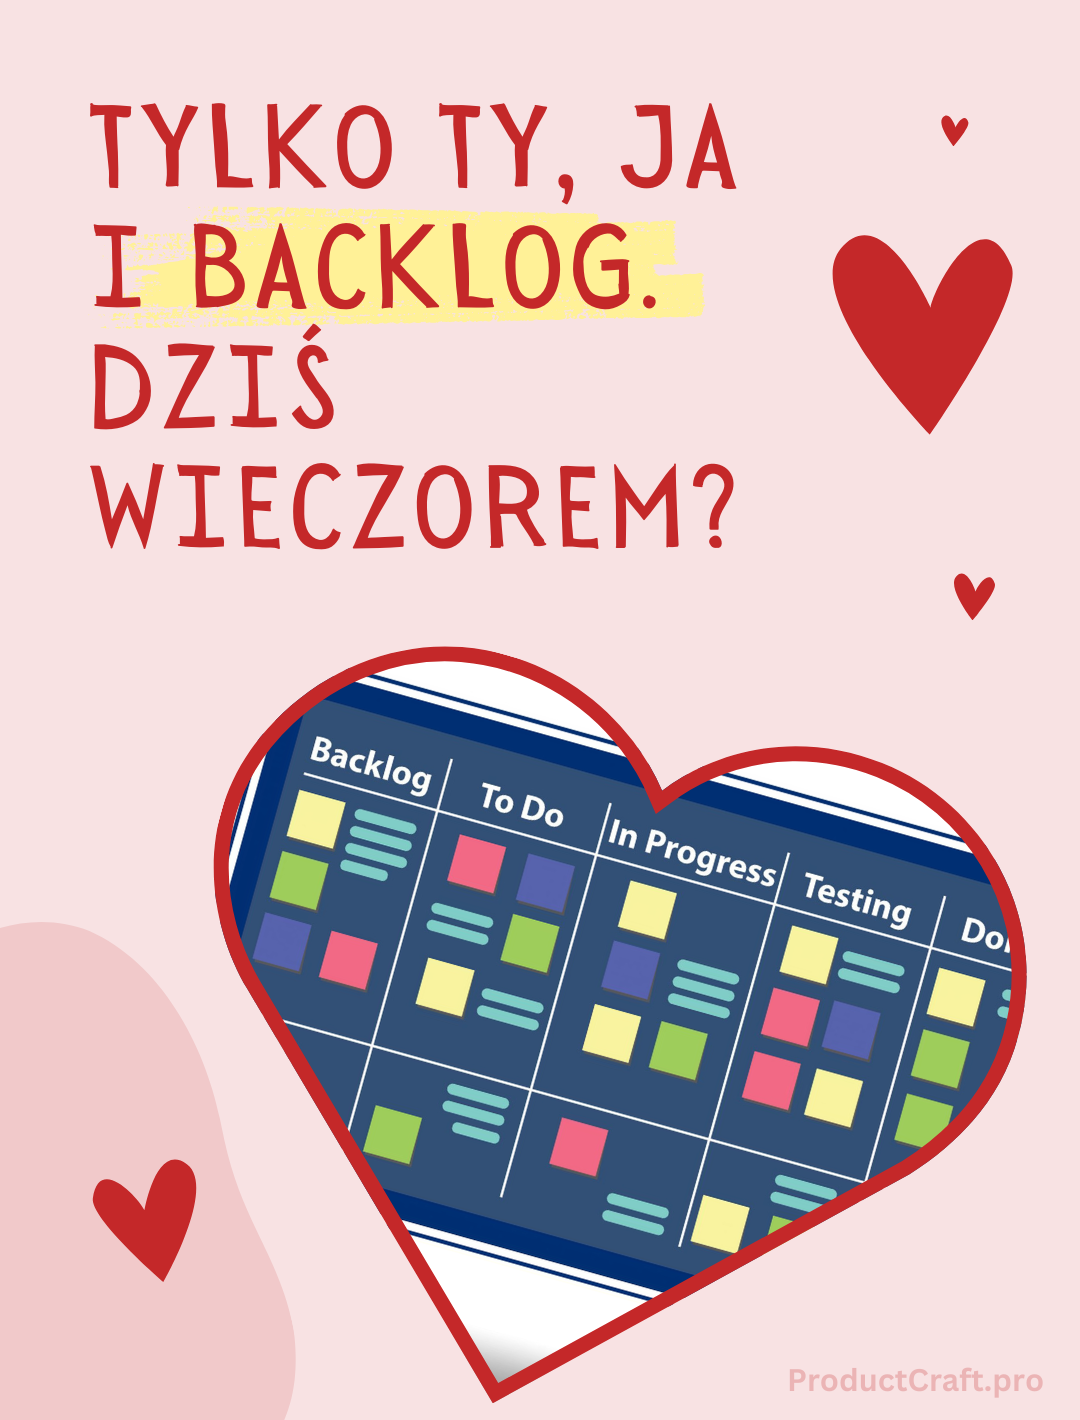 TYLKO TY, JA
I BACKLOG.
DZIŚ
WIECZOREM?
Backlog
To Do
In Progress
Testing
ProductCraft.pro